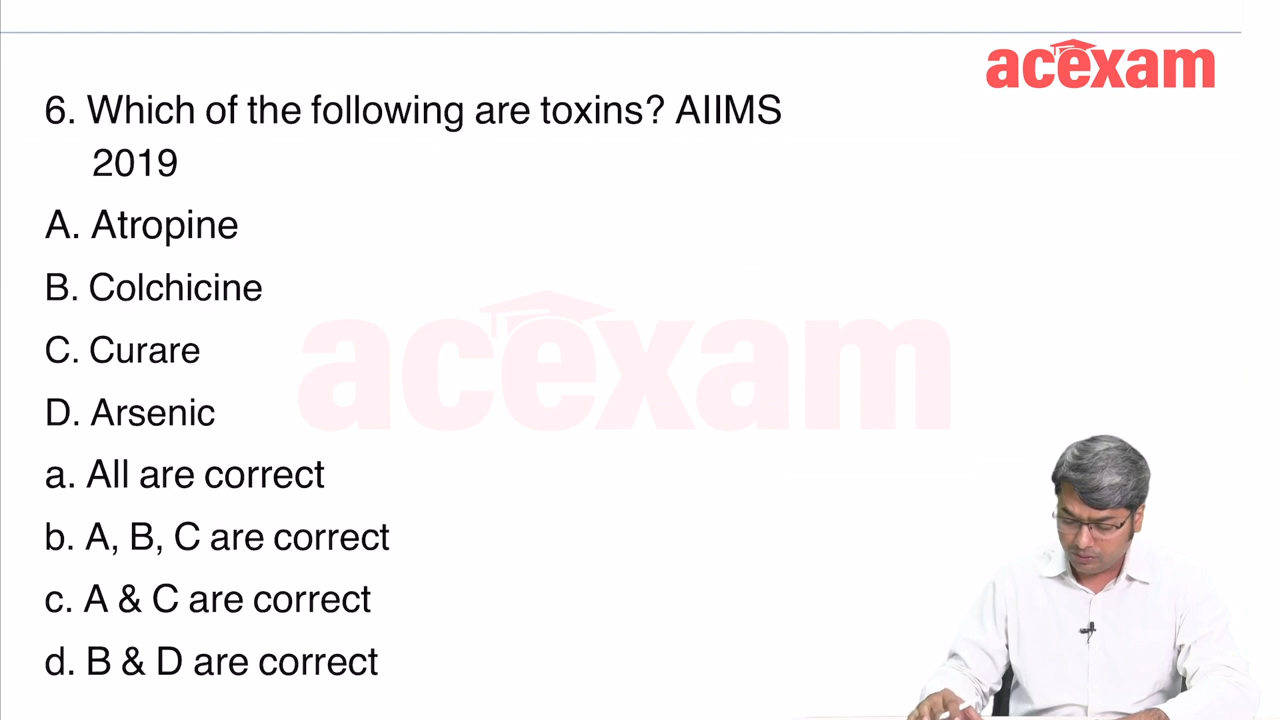 acexam
6. Which of the following are toxins? AIIMS
2019
A. Atropine
B. Colchicine
C. Curare
D. Arsenic
a. All are correct
b. A, B, C are correct
c. A & C are correct
d. B & D are correct
acexam